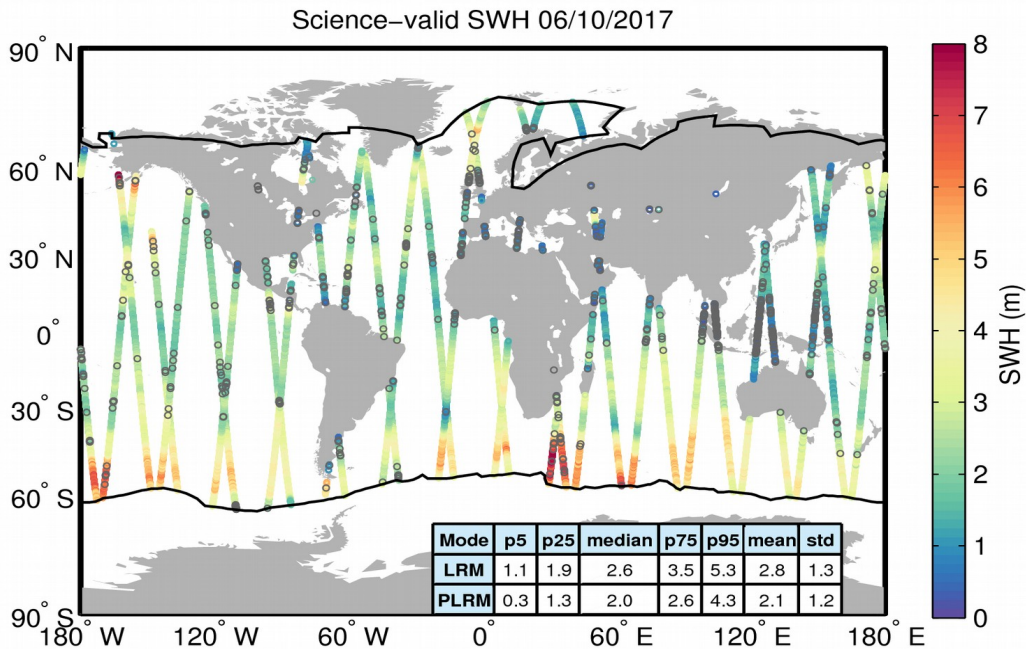 Science−valid SWH 06/10/2017
90° N
60° N
30° N
0°
30° S
60° S
90° S
180° W
120° W
60° W
0°
60° E
120° E
180° E
8
7
6
5
4
3
2
1
0
SWH (m)
Mode p5 p25 median p75 p95 mean std
LRM 1.1 1.9 2.6 3.5 5.3 2.8 1.3
PLRM 0.3 1.3 2.0 2.6 4.3 2.1 1.2